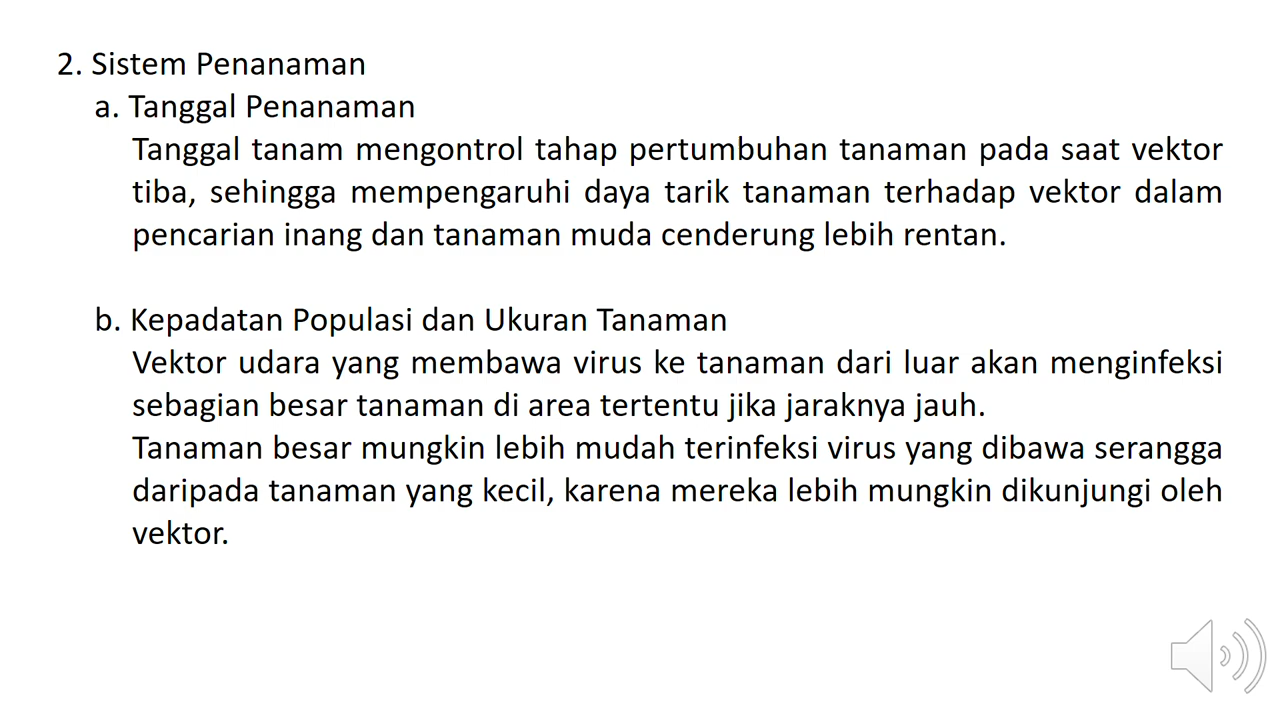 2. Sistem Penanaman
a. Tanggal Penanaman
Tanggal tanam mengontrol tahap pertumbuhan tanaman pada saat vektor
tiba, sehingga mempengaruhi daya tarik tanaman terhadap vektor dalam
pencarian inang dan tanaman muda cenderung lebih rentan.
b. Kepadatan Populasi dan Ukuran Tanaman
Vektor udara yang membawa virus ke tanaman dari luar akan menginfeksi
sebagian besar tanaman di area tertentu jika jaraknya jauh.
Tanaman besar mungkin lebih mudah terinfeksi virus yang dibawa serangga
daripada tanaman yang kecil, karena mereka lebih mungkin dikunjungi oleh
vektor.